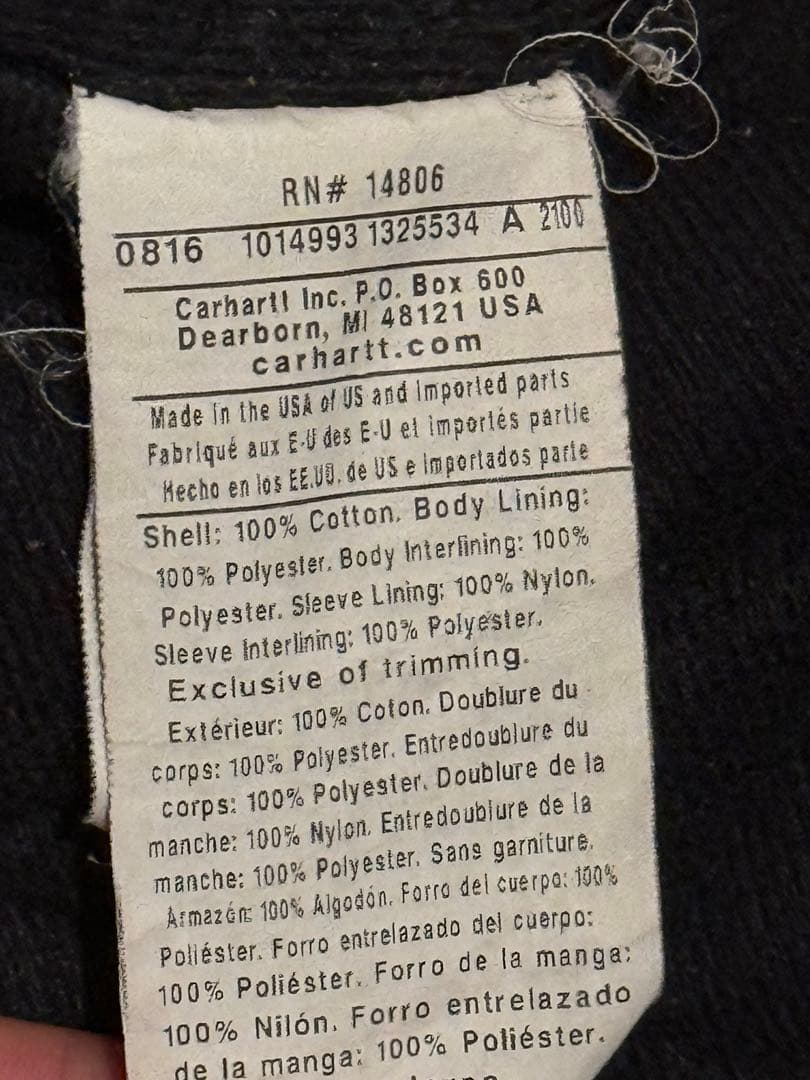 RN# 14806
0816 1014993 1325534 A 2100
Carhartt Inc. P.O. Box 600
Dearborn, MI 48121 USA
carhartt.com
Made in the USA of US and imported parts
Fabriqué aux E-U des E-U et importés partie
Hecho en los EE.UU. de US e importados parte
Shell: 100% Cotton. Body Lining:
100% Polyester. Body Interlining: 100%
Polyester. Sleeve Lining: 100% Nylon.
Sleeve Interlining: 100% Polyester.
Exclusive of trimming.
Extérieur: 100% Coton. Doublure du
corps: 100% Polyester. Entredoublure du
corps: 100% Polyester. Doublure de la
manche: 100% Nylon. Entredoublure de la
manche: 100% Polyester. Sans garniture.
Armazón: 100% Algodón. Forro del cuerpo: 100%
Poliéster. Forro entrelazado del cuerpo:
100% Poliéster. Forro de la manga:
100% Nilón. Forro entrelazado
de la manga: 100% Poliéster.